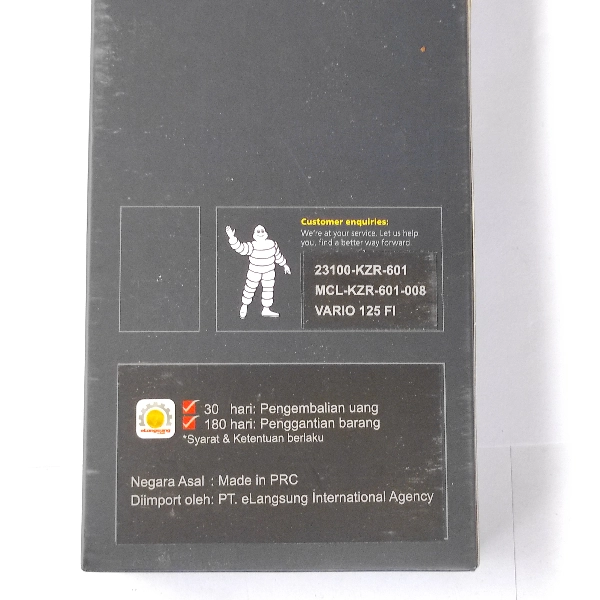 Customer enquiries:
We're at your service. Let us help
you, find a better way forward.
23100-KZR-601
MCL-KZR-601-008
VARIO 125 FI
eLangsung
30 hari: Pengembalian uang
180 hari: Penggantian barang
*Syarat & Ketentuan berlaku
Negara Asal : Made in PRC
Diimport oleh: PT. eLangsung International Agency